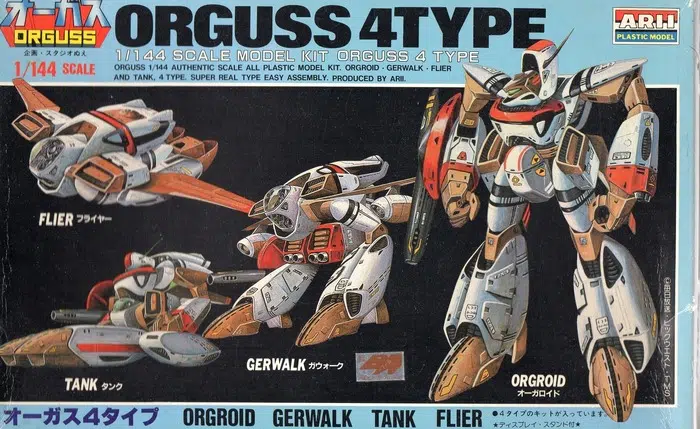 オーガス
ORGUSS
企画・スタジオぬえ
1/144 SCALE
ORGUSS 4TYPE
1/144 SCALE MODEL KIT ORGUSS 4 TYPE
ORGUSS 1/144 AUTHENTIC SCALE ALL PLASTIC MODEL KIT. ORGROID・GERWALK・FLIER
AND TANK, 4 TYPE. SUPER REAL TYPE EASY ASSEMBLY. PRODUCED BY ARII.
ARII
PLASTIC MODEL
FLIER フライヤー
TANK タンク
GERWALK ガウォーク
ORGROID
オーガロイド
オーガス4タイプ ORGROID GERWALK TANK FLIER
●4タイプのキットが入っています。
★ディスプレイ・スタンド付★